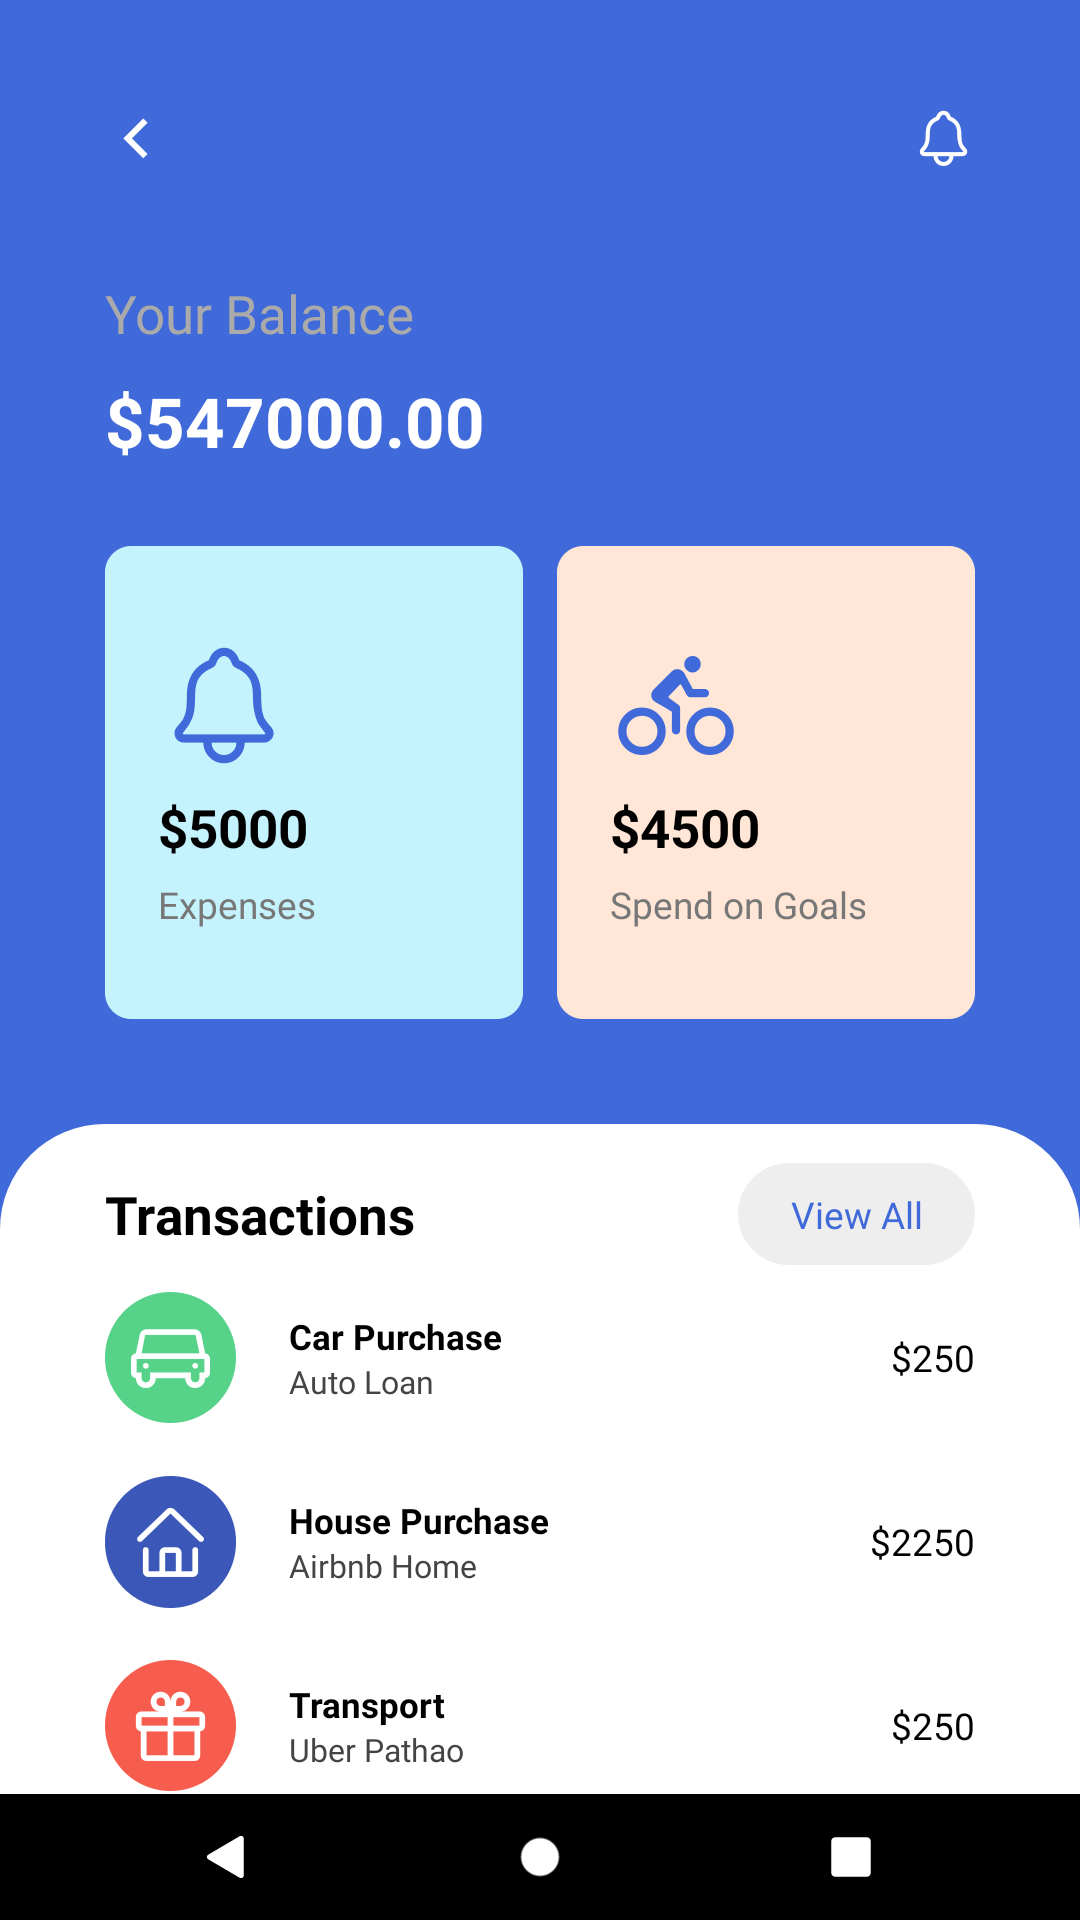 Your Balance
$547000.00
$5000
Expenses
$4500
Spend on Goals
Transactions
View All
Car Purchase
Auto Loan
$250
House Purchase
Airbnb Home
$2250
Transport
Uber Pathao
$250